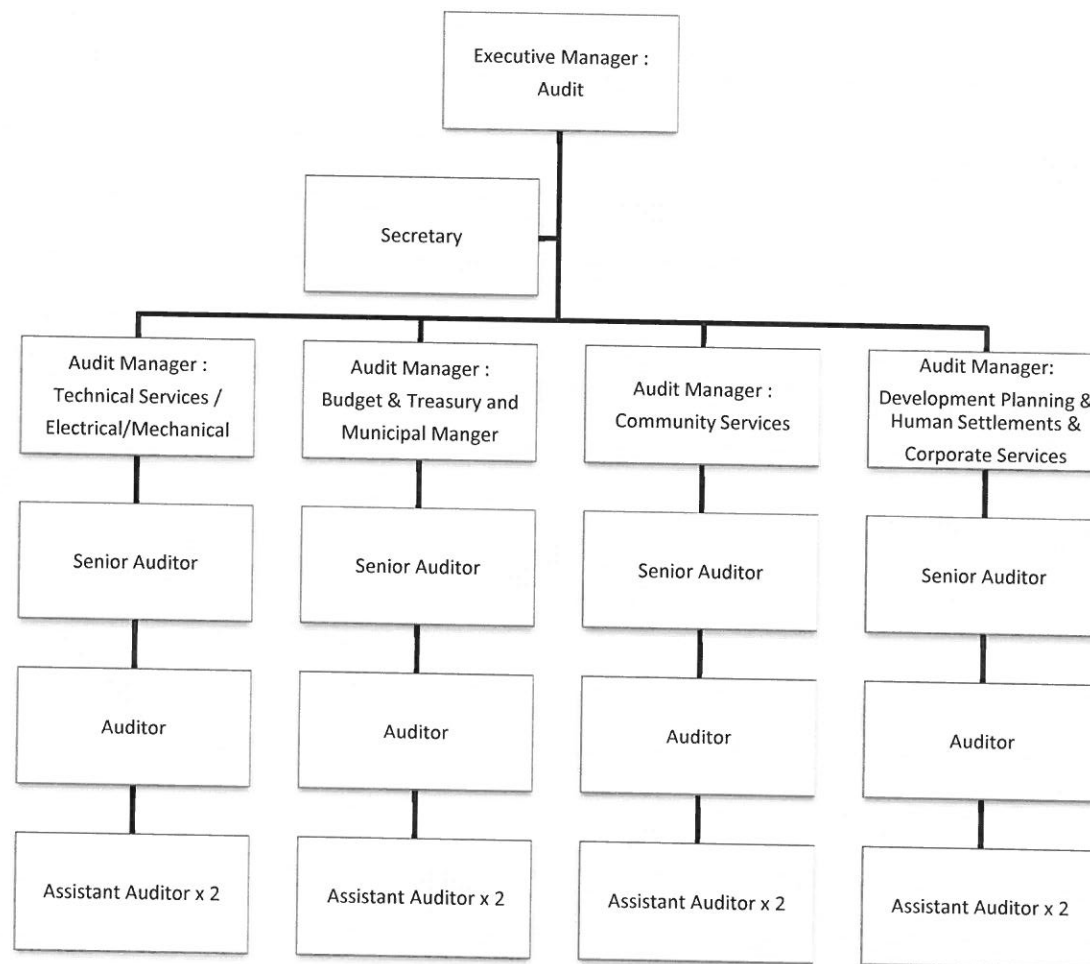 Executive Manager :
Audit
Secretary
Audit Manager :
Technical Services /
Electrical/Mechanical
Audit Manager :
Budget & Treasury and
Municipal Manger
Audit Manager :
Community Services
Audit Manager:
Development Planning &
Human Settlements &
Corporate Services
Senior Auditor
Senior Auditor
Senior Auditor
Senior Auditor
Auditor
Auditor
Auditor
Auditor
Assistant Auditor x 2
Assistant Auditor x 2
Assistant Auditor x 2
Assistant Auditor x 2